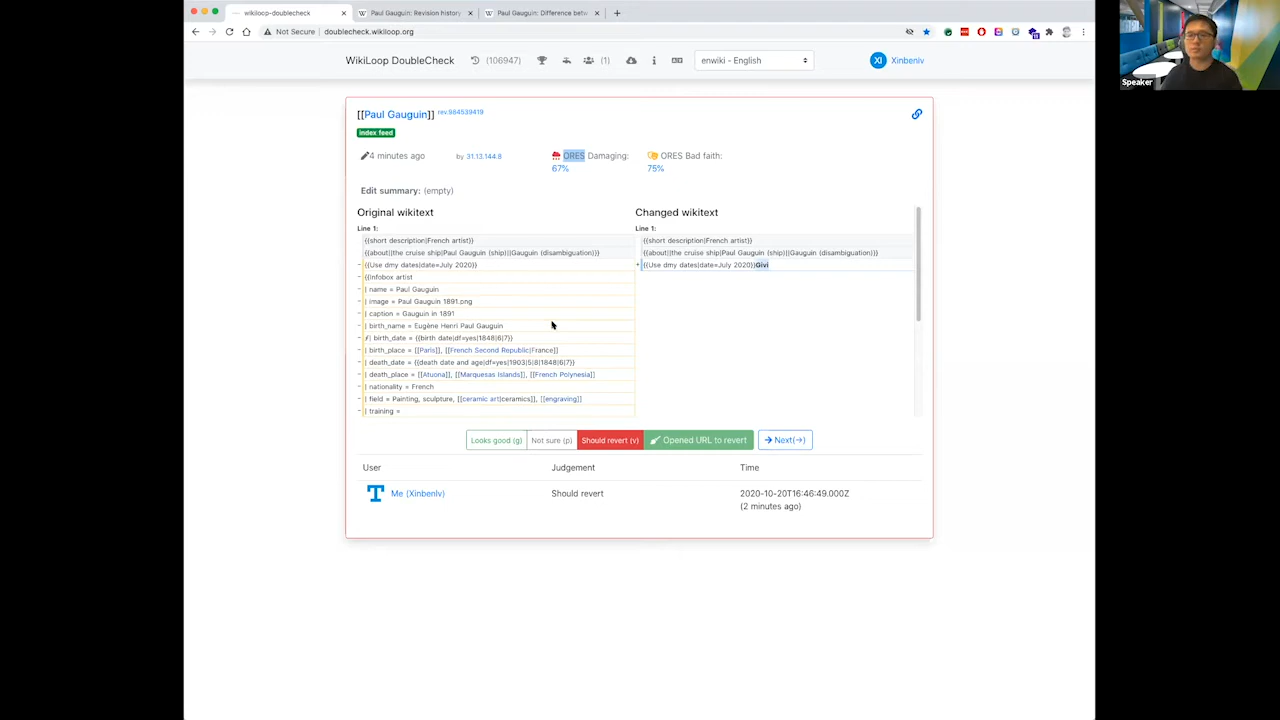 wikiloop-doublecheck
Paul Gauguin: Revision history
Paul Gauguin: Difference betw
Not Secure | doublecheck.wikiloop.org
WikiLoop DoubleCheck (106947) (1) enwiki - English XI Xinbenlv
[[Paul Gauguin]] rev.984539419
index feed
4 minutes ago by 31.13.144.8 ORES Damaging: ORES Bad faith:
67% 75%
Edit summary: (empty)
Original wikitext Changed wikitext
Line 1: Line 1:
{{short description|French artist}} {{short description|French artist}}
{{about||the cruise ship|Paul Gauguin (ship)||Gauguin (disambiguation)}} {{about||the cruise ship|Paul Gauguin (ship)||Gauguin (disambiguation)}}
- {{Use dmy dates|date=July 2020}} + {{Use dmy dates|date=July 2020}}Givi
- {{Infobox artist
- | name = Paul Gauguin
- | image = Paul Gauguin 1891.png
- | caption = Gauguin in 1891
- | birth_name = Eugène Henri Paul Gauguin
| birth_date = {{birth date|df=yes|1848|6|7}}
- | birth_place = [[Paris]], [[French Second Republic|France]]
- | death_date = {{death date and age|df=yes|1903|5|8|1848|6|7}}
- | death_place = [[Atuona]], [[Marquesas Islands]], [[French Polynesia]]
- | nationality = French
- | field = Painting, sculpture, [[ceramic art|ceramics]], [[engraving]]
- | training =
Looks good (g) Not sure (p) Should revert (v) Opened URL to revert Next(→)
User Judgement Time
Me (Xinbenlv) Should revert 2020-10-20T16:46:49.000Z
(2 minutes ago)
Speaker